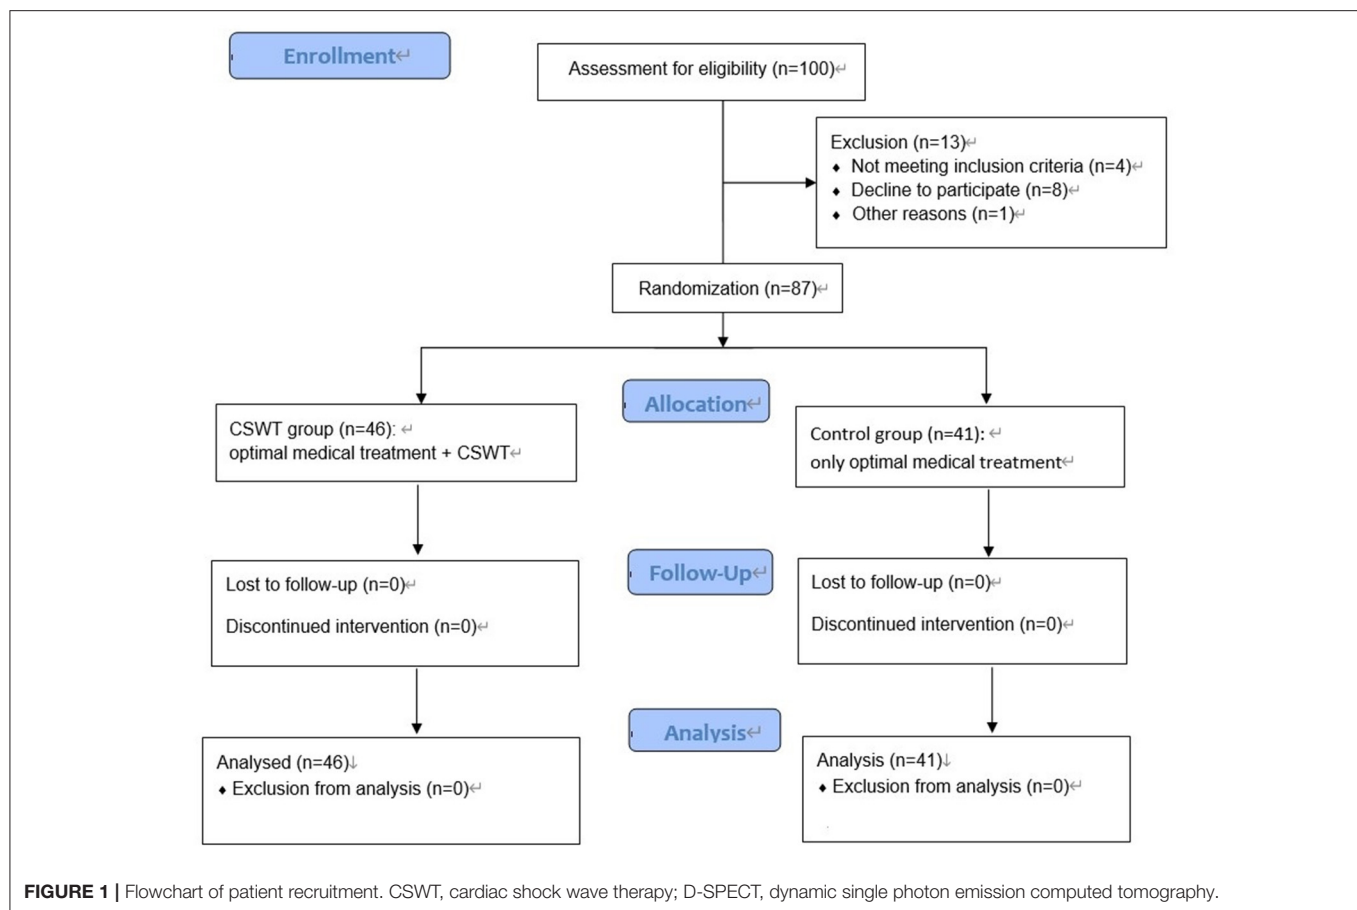 Enrollment↵
Assessment for eligibility (n=100)↵
Exclusion (n=13)↵
♦ Not meeting inclusion criteria (n=4)↵
♦ Decline to participate (n=8)↵
♦ Other reasons (n=1)↵
Randomization (n=87)↵
Allocation↵
CSWT group (n=46): ↵
optimal medical treatment + CSWT↵
Control group (n=41): ↵
only optimal medical treatment↵
Follow-Up↵
Lost to follow-up (n=0)↵
Discontinued intervention (n=0)↵
Lost to follow-up (n=0)↵
Discontinued intervention (n=0)↵
Analysis↵
Analysed (n=46)↓
♦ Exclusion from analysis (n=0)↵
Analysis (n=41)↓
♦ Exclusion from analysis (n=0)↵
FIGURE 1 | Flowchart of patient recruitment. CSWT, cardiac shock wave therapy; D-SPECT, dynamic single photon emission computed tomography.